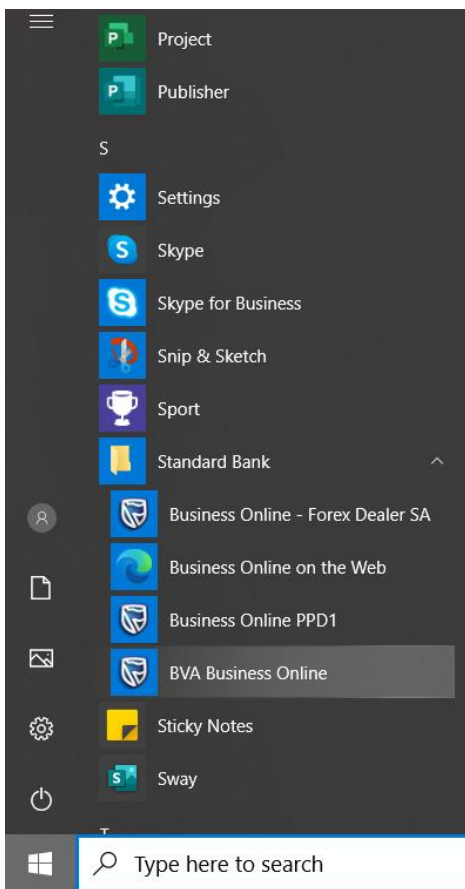 Project
Publisher
S
Settings
Skype
Skype for Business
Snip & Sketch
Sport
Standard Bank
Business Online - Forex Dealer SA
Business Online on the Web
Business Online PPD1
BVA Business Online
Sticky Notes
Sway
Type here to search